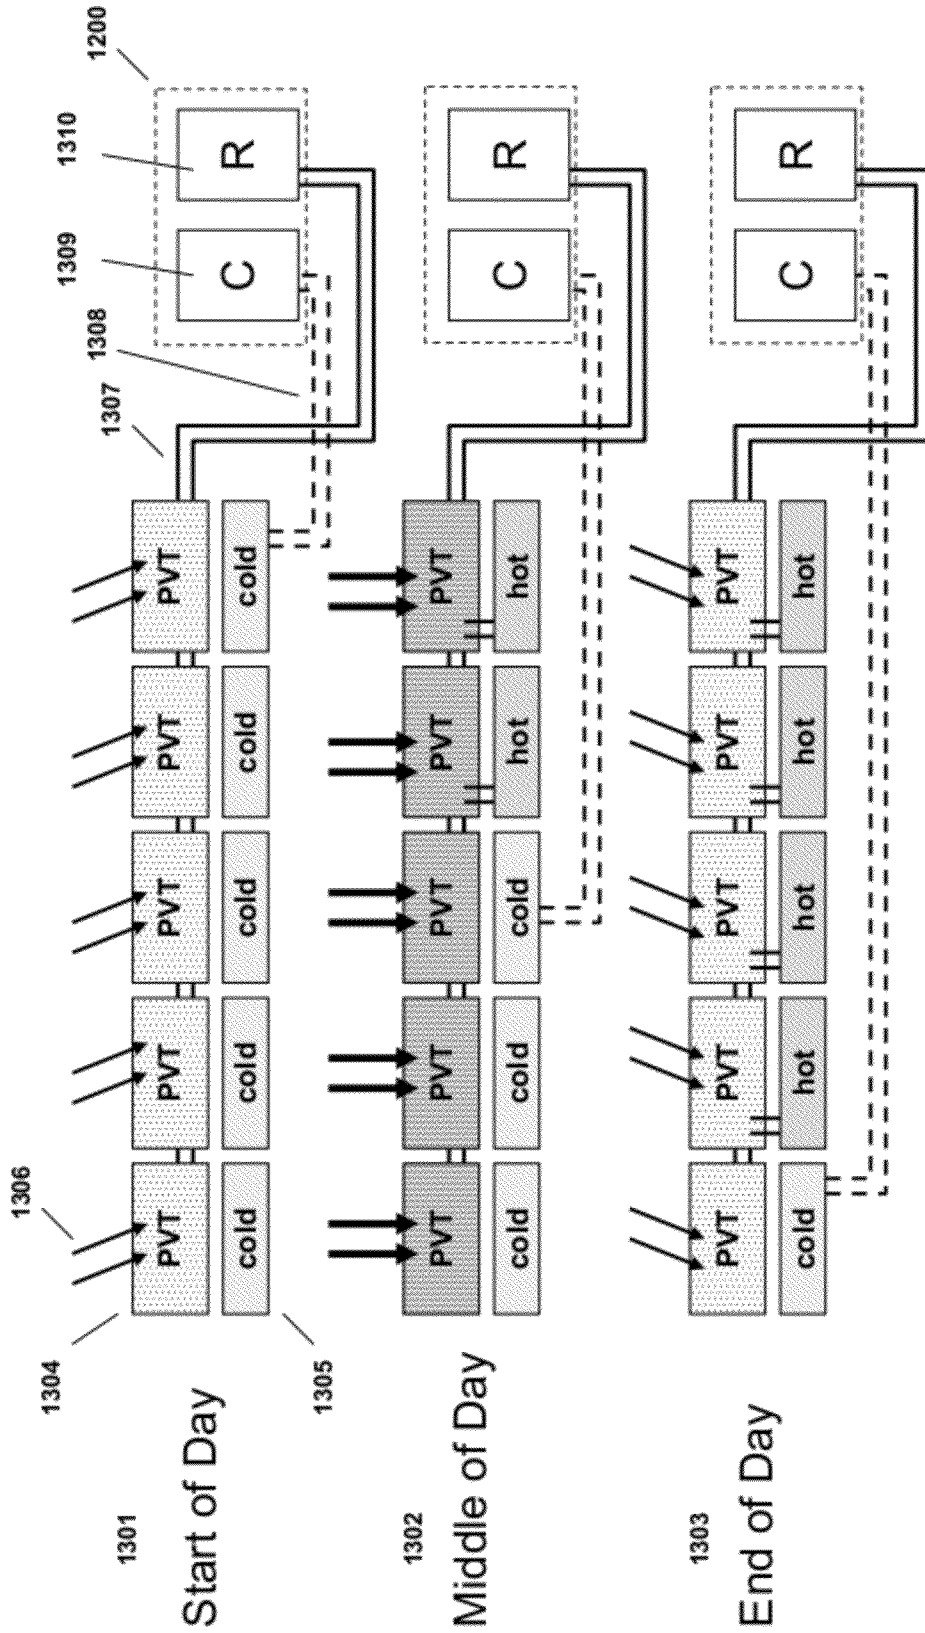 1200
1310
1309
1308
1307
R
C
1306
1304
PVT PVT PVT PVT PVT
cold cold cold cold cold
1305
1301
Start of Day
R
C
PVT PVT PVT PVT PVT
cold cold cold hot hot
1302
Middle of Day
R
C
PVT PVT PVT PVT PVT
cold hot hot hot hot
1303
End of Day